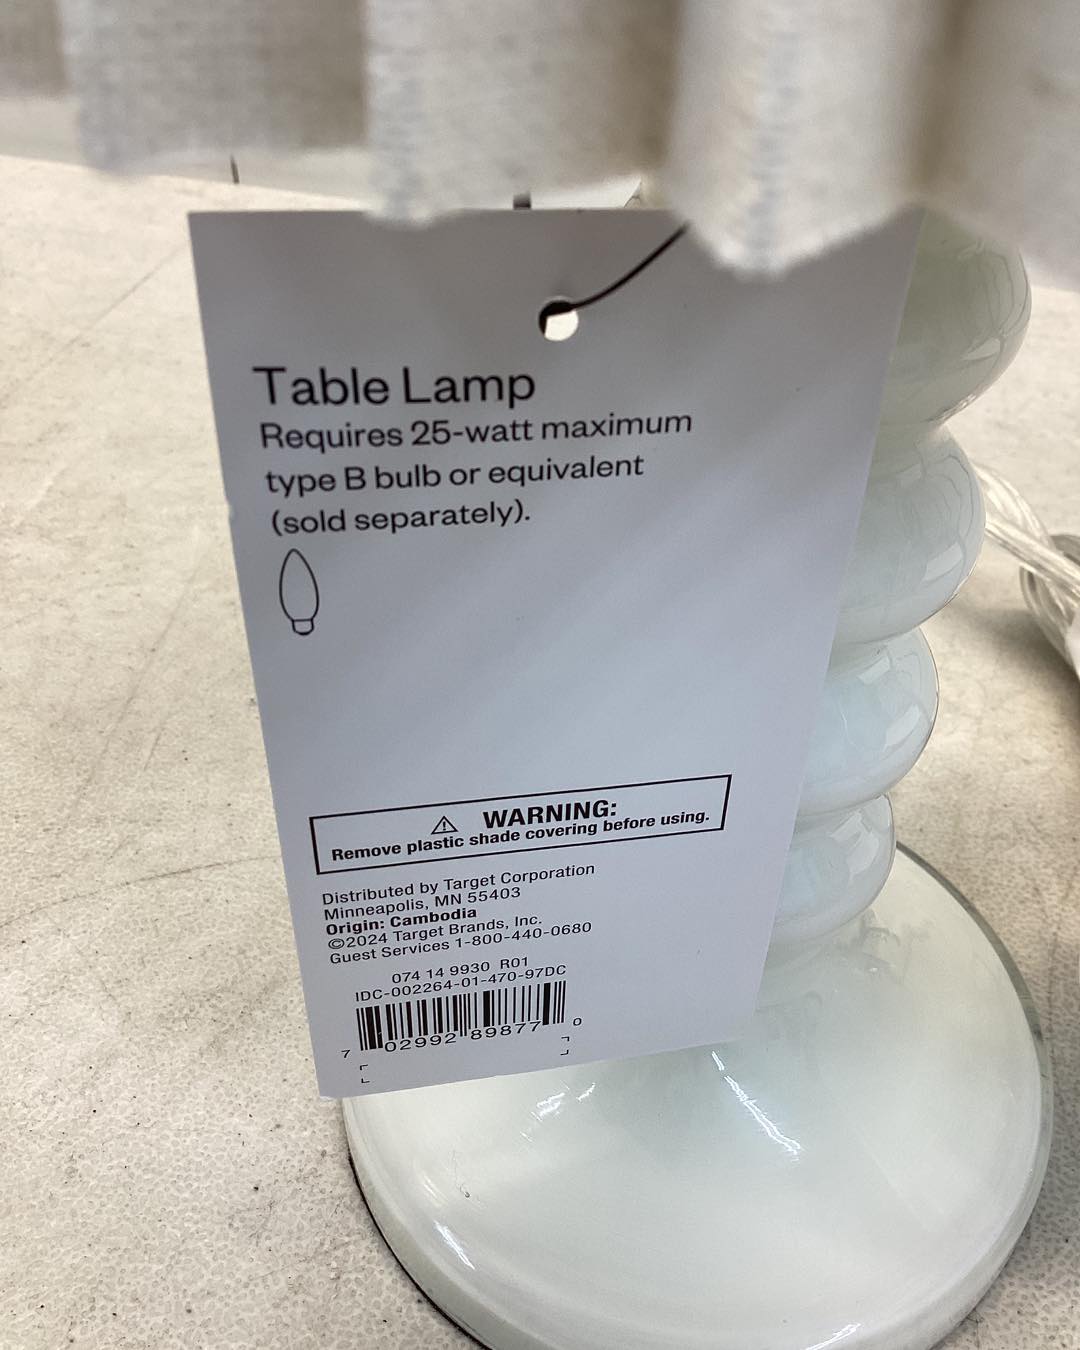 Table Lamp
Requires 25-watt maximum
type B bulb or equivalent
(sold separately).
⚠ WARNING:
Remove plastic shade covering before using.
Distributed by Target Corporation
Minneapolis, MN 55403
Origin: Cambodia
©2024 Target Brands, Inc.
Guest Services 1-800-440-0680
074 14 9930 R01
IDC-002264-01-470-97DC
7 02992 89877 0